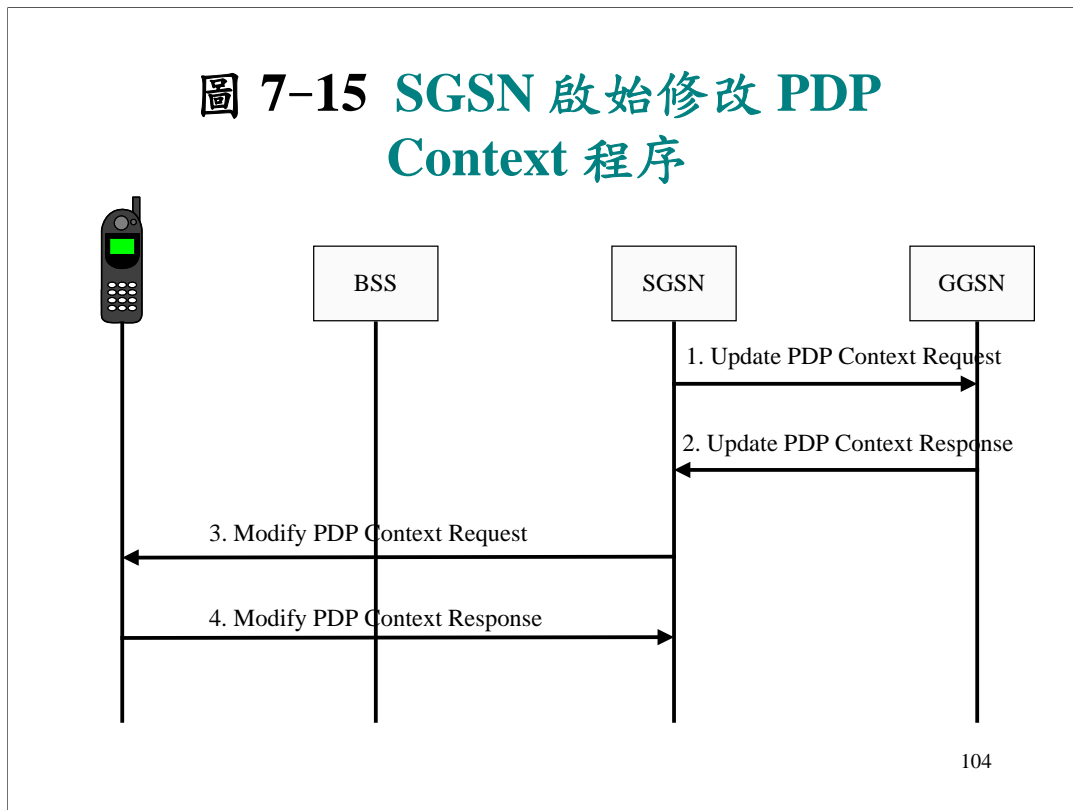 圖 7-15 SGSN 啟始修改 PDP
Context 程序
BSS
SGSN
GGSN
1. Update PDP Context Request
2. Update PDP Context Response
3. Modify PDP Context Request
4. Modify PDP Context Response
104